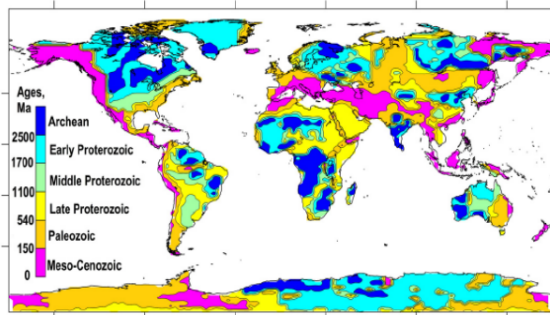 Ages,
Ma
Archean
2500
Early Proterozoic
1700
Middle Proterozoic
1100
Late Proterozoic
540
Paleozoic
150
Meso-Cenozoic
0